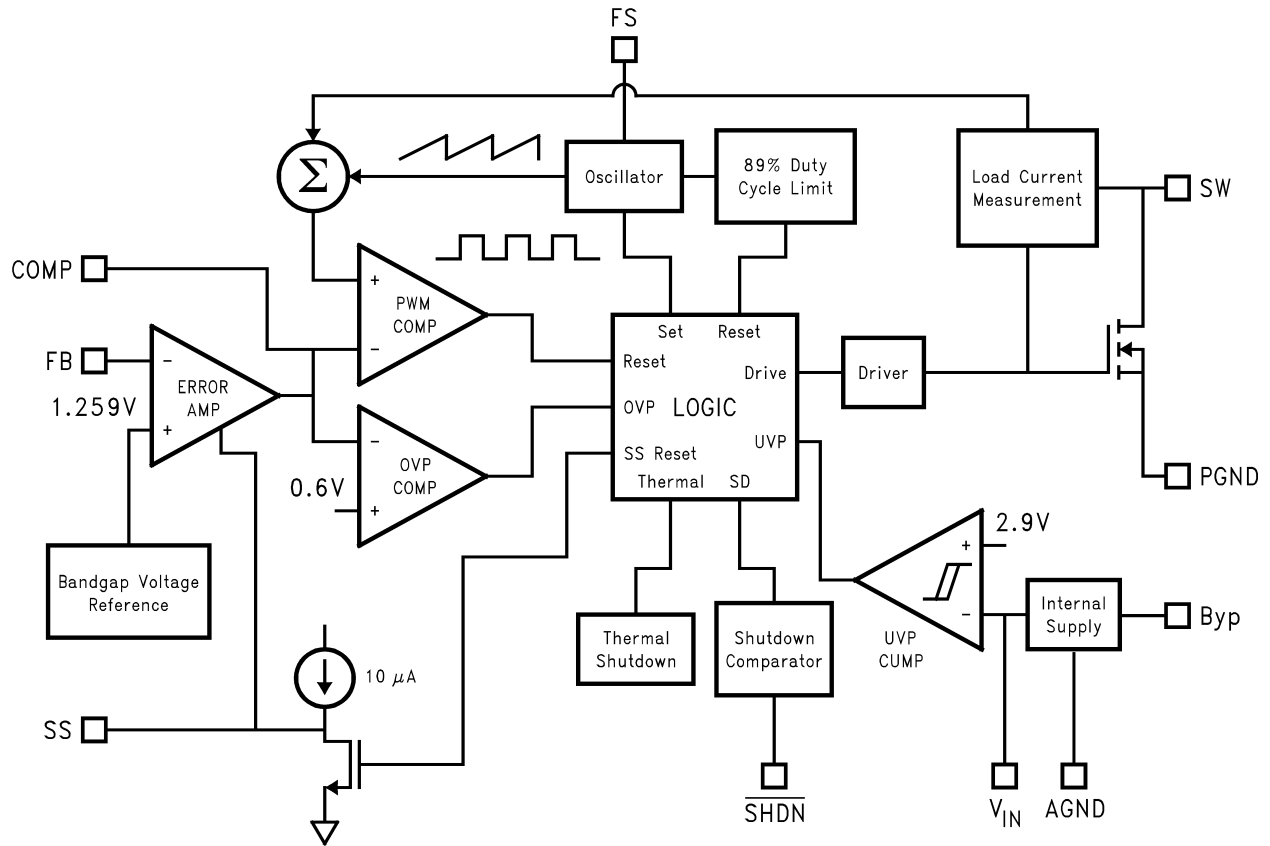 FS
Σ
Oscillator
89% Duty
Cycle Limit
Load Current
Measurement
SW
COMP
+
PWM
COMP
−
Set
Reset
FB
−
ERROR
AMP
1.259V
+
Reset
Drive
Driver
OVP
LOGIC
UVP
−
OVP
COMP
0.6V
+
SS Reset
Thermal
SD
PGND
2.9V
+
−
UVP
CUMP
Bandgap Voltage
Reference
Internal
Supply
Byp
Thermal
Shutdown
Shutdown
Comparator
10 μA
SS
SHDN
VIN
AGND